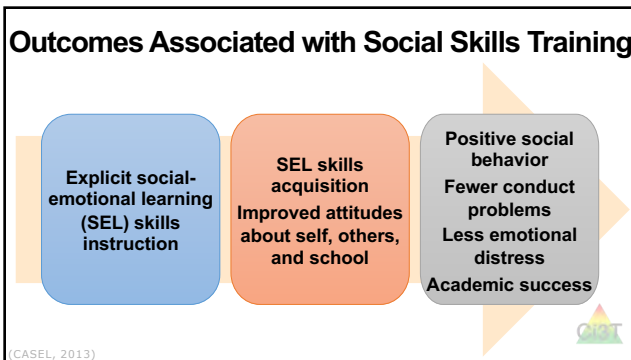 Outcomes Associated with Social Skills Training
Explicit social-
emotional learning
(SEL) skills
instruction
SEL skills
acquisition
Improved attitudes
about self, others,
and school
Positive social
behavior
Fewer conduct
problems
Less emotional
distress
Academic success
Ci3T
(CASEL, 2013)